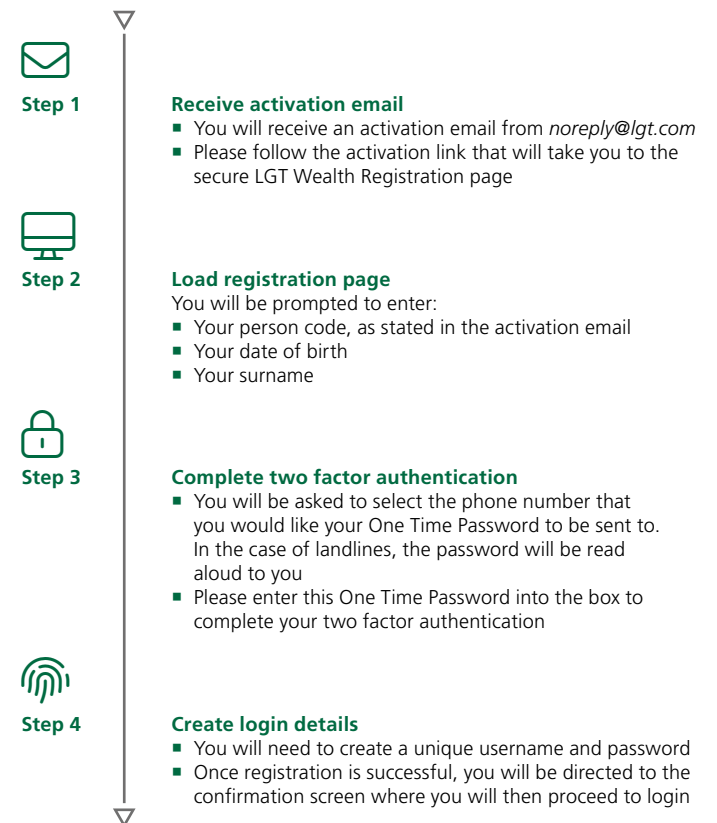 Step 1
Receive activation email
▪ You will receive an activation email from noreply@lgt.com
▪ Please follow the activation link that will take you to the
secure LGT Wealth Registration page
Step 2
Load registration page
You will be prompted to enter:
▪ Your person code, as stated in the activation email
▪ Your date of birth
▪ Your surname
Step 3
Complete two factor authentication
▪ You will be asked to select the phone number that
you would like your One Time Password to be sent to.
In the case of landlines, the password will be read
aloud to you
▪ Please enter this One Time Password into the box to
complete your two factor authentication
Step 4
Create login details
▪ You will need to create a unique username and password
▪ Once registration is successful, you will be directed to the
confirmation screen where you will then proceed to login